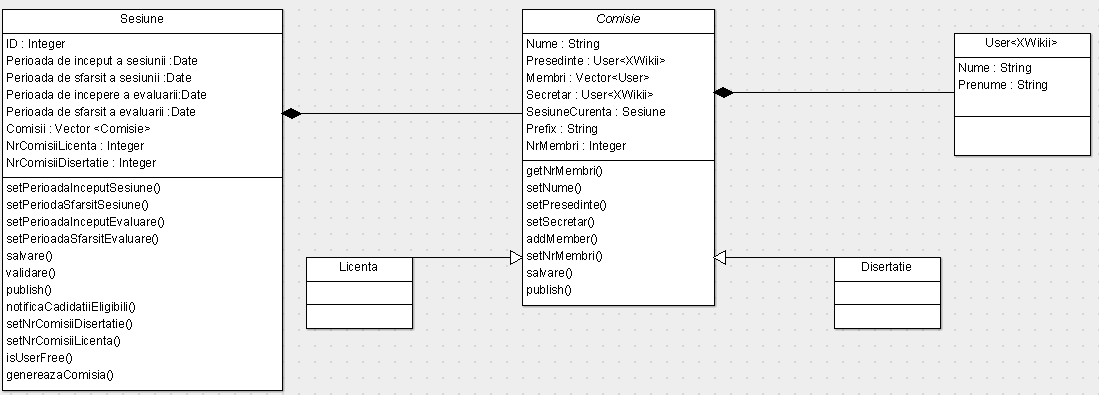 Sesiune
ID : Integer
Perioada de inceput a sesiunii :Date
Perioada de sfarsit a sesiunii :Date
Perioada de incepere a evaluarii:Date
Perioada de sfarsit a evaluarii :Date
Comisii : Vector <Comisie>
NrComisiiLicenta : Integer
NrComisiiDisertatie : Integer
setPerioadaInceputSesiune()
setPeriodaSfarsitSesiune()
setPerioadaInceputEvaluare()
setPerioadaSfarsitEvaluare()
salvare()
validare()
publish()
notificaCadidatiiEligibili()
setNrComisiiDisertatie()
setNrComisiiLicenta()
isUserFree()
genereazaComisia()
Licenta
Comisie
Nume : String
Presedinte : User<XWikii>
Membri : Vector<User>
Secretar : User<XWikii>
SesiuneCurenta : Sesiune
Prefix : String
NrMembri : Integer
getNrMembri()
setNume()
setPresedinte()
setSecretar()
addMember()
setNrMembri()
salvare()
publish()
Disertatie
User<XWikii>
Nume : String
Prenume : String